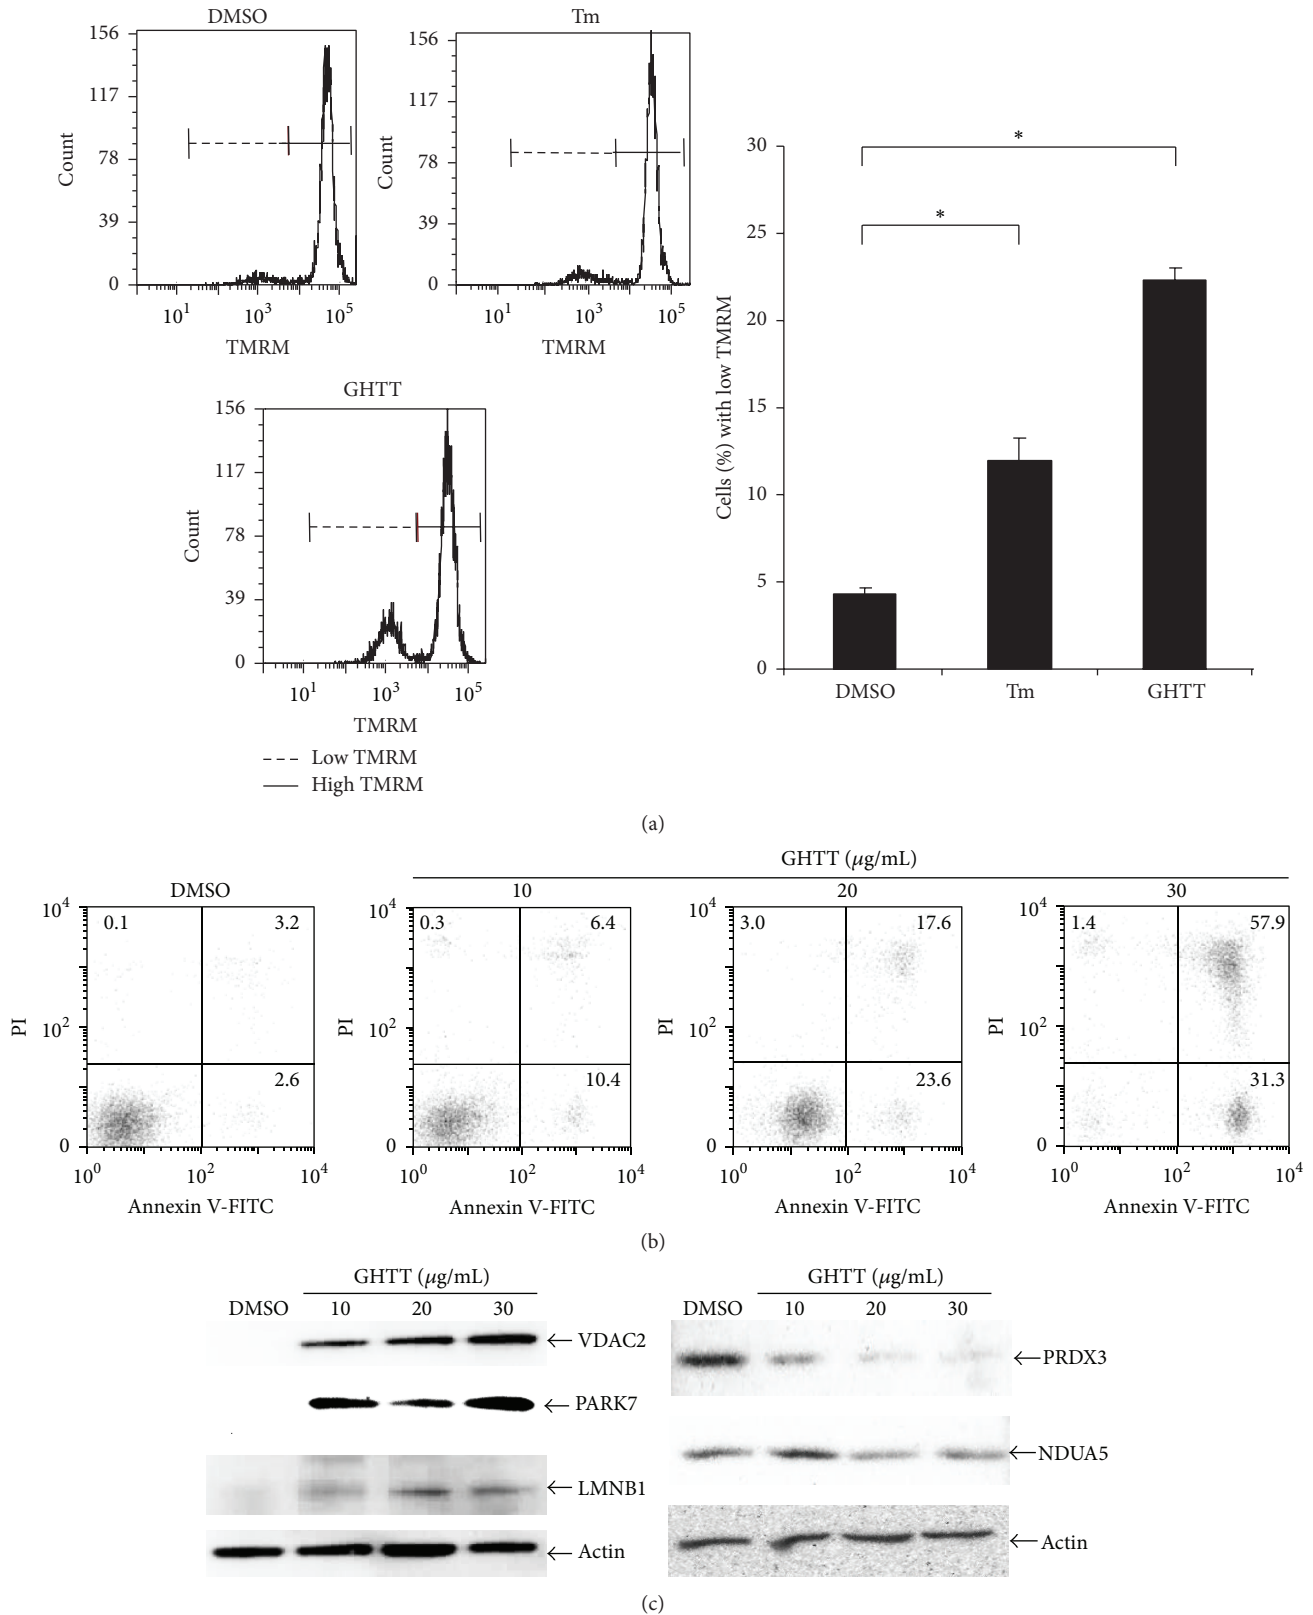 DMSO
156
117
78
39
0
Count
10¹ 10³ 10⁵
TMRM
Tm
156
117
78
39
0
Count
10¹ 10³ 10⁵
TMRM
GHTT
156
117
78
39
0
Count
10¹ 10³ 10⁵
TMRM
Low TMRM
High TMRM
*
*
30
25
20
15
10
5
0
Cells (%) with low TMRM
DMSO Tm GHTT
(a)
GHTT (μg/mL)
DMSO 10 20 30
10⁴
10²
0
PI
0.1 3.2
2.6
10⁰ 10² 10⁴
Annexin V-FITC
10⁴
10²
0
PI
0.3 6.4
10.4
10⁰ 10² 10⁴
Annexin V-FITC
10⁴
10²
0
PI
3.0 17.6
23.6
10⁰ 10² 10⁴
Annexin V-FITC
10⁴
10²
0
PI
1.4 57.9
31.3
10⁰ 10² 10⁴
Annexin V-FITC
(b)
GHTT (μg/mL)
DMSO 10 20 30
VDAC2
PARK7
LMNB1
Actin
GHTT (μg/mL)
DMSO 10 20 30
PRDX3
NDUA5
Actin
(c)